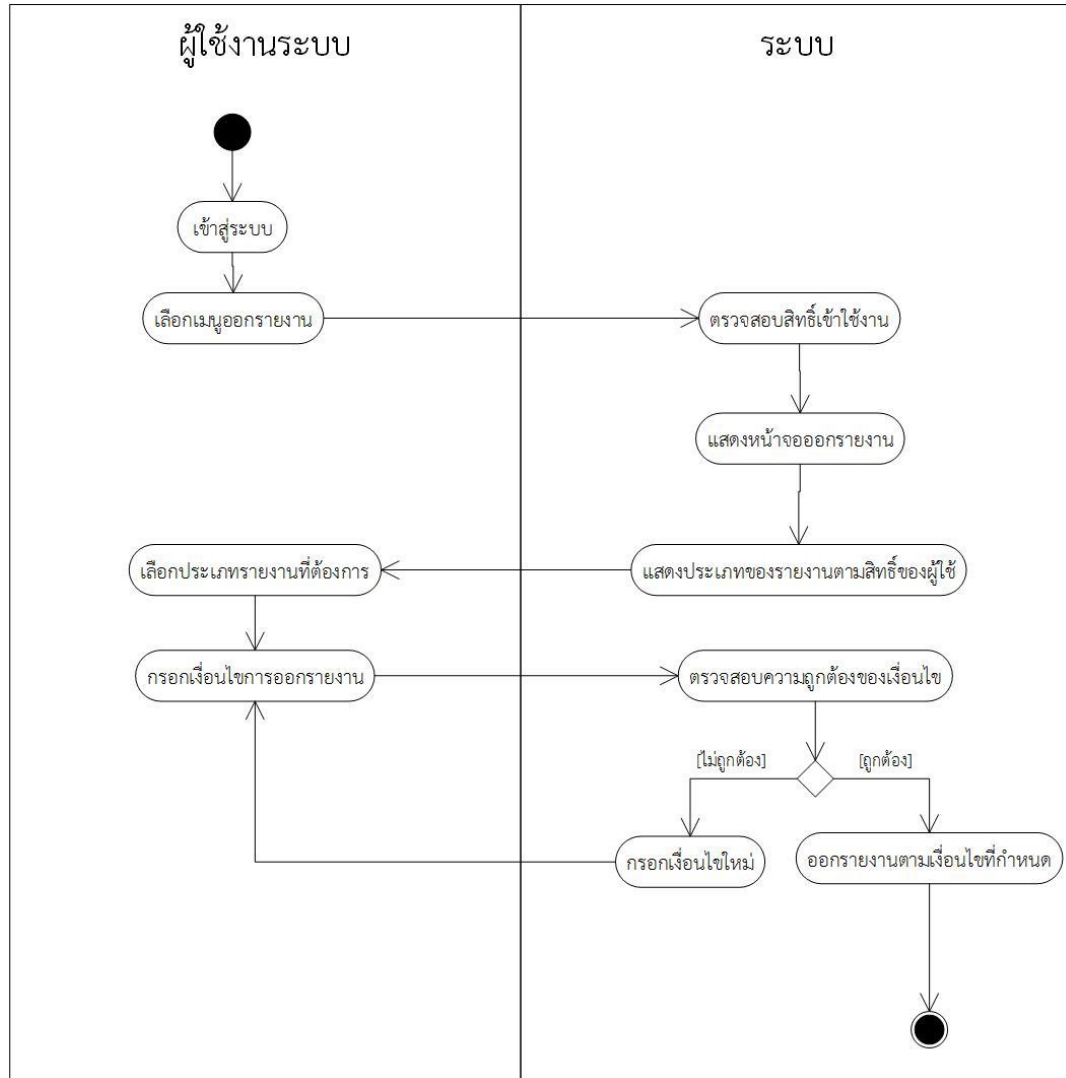 ผู้ใช้งานระบบ
ระบบ
เข้าสู่ระบบ
เลือกเมนูออกรายงาน
ตรวจสอบสิทธิ์เข้าใช้งาน
แสดงหน้าจอออกรายงาน
แสดงประเภทของรายงานตามสิทธิ์ของผู้ใช้
เลือกประเภทรายงานที่ต้องการ
กรอกเงื่อนไขการออกรายงาน
ตรวจสอบความถูกต้องของเงื่อนไข
[ไม่ถูกต้อง]
[ถูกต้อง]
กรอกเงื่อนไขใหม่
ออกรายงานตามเงื่อนไขที่กำหนด